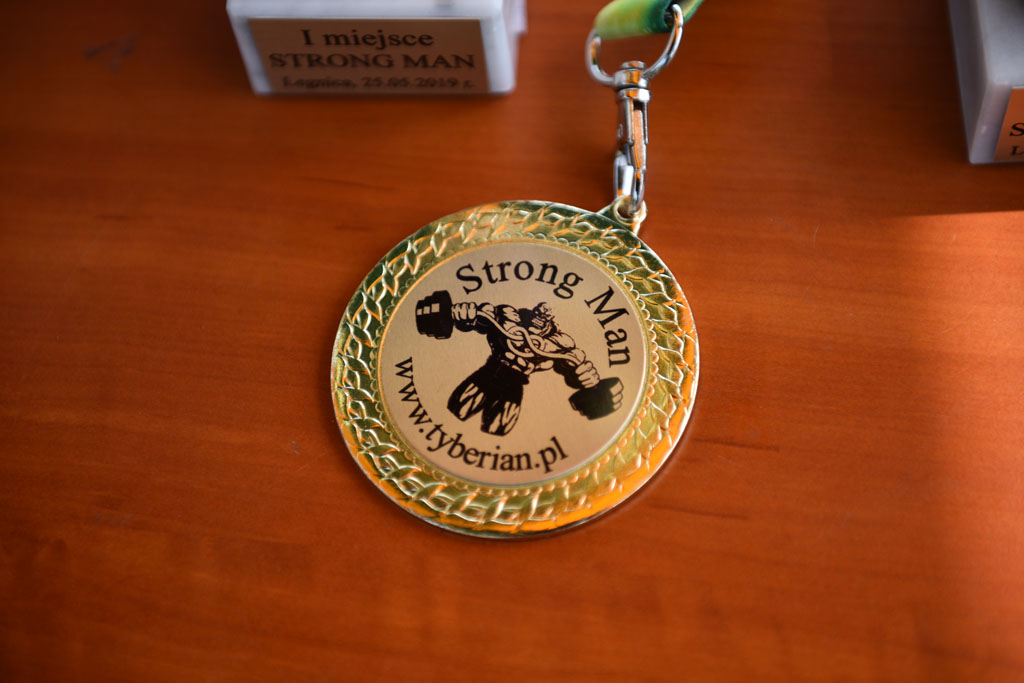 I miejsce
STRONG MAN
Legnica, 25.05.2019 r.
Strong Man
www.tyberian.pl